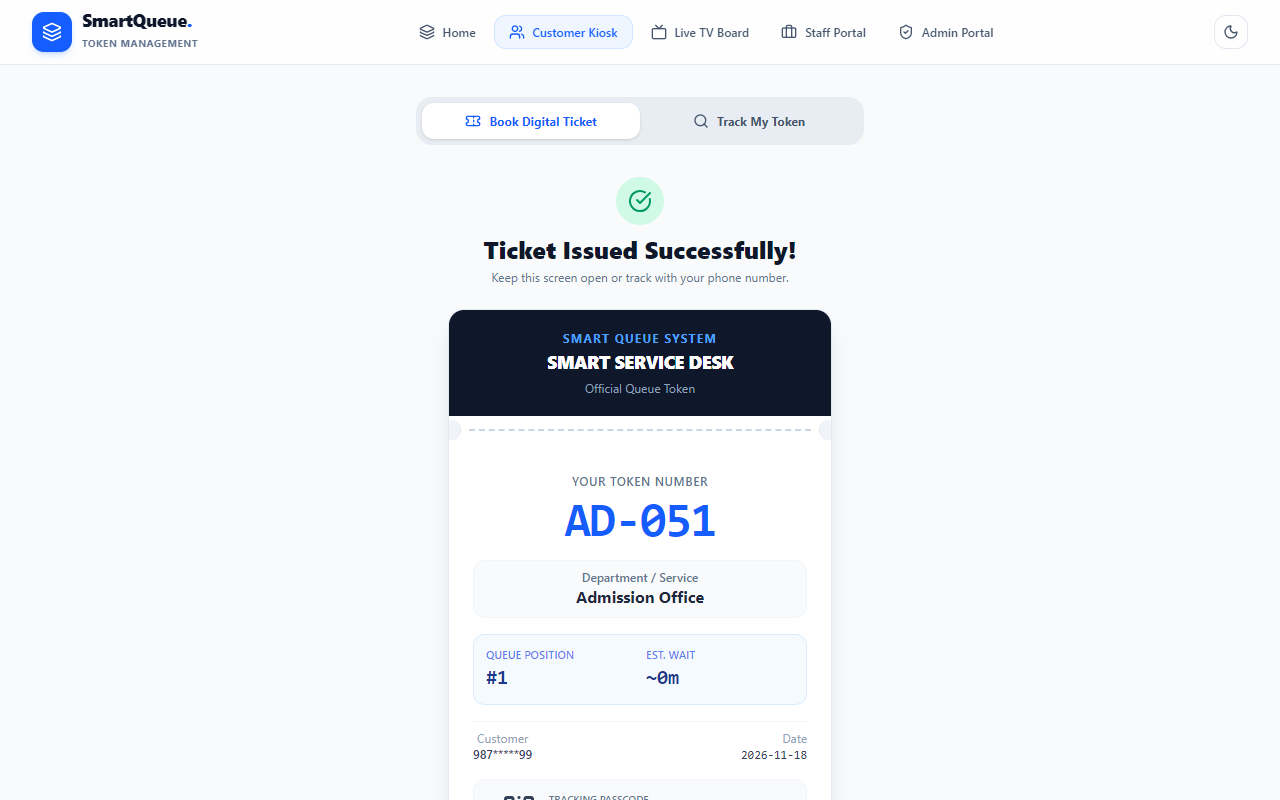 SmartQueue.
TOKEN MANAGEMENT
Home
Customer Kiosk
Live TV Board
Staff Portal
Admin Portal
Book Digital Ticket
Track My Token
Ticket Issued Successfully!
Keep this screen open or track with your phone number.
SMART QUEUE SYSTEM
SMART SERVICE DESK
Official Queue Token
YOUR TOKEN NUMBER
AD-051
Department / Service
Admission Office
QUEUE POSITION
EST. WAIT
#1
~0m
Customer
Date
987*****99
2026-11-18
TRACKING PASSCODE